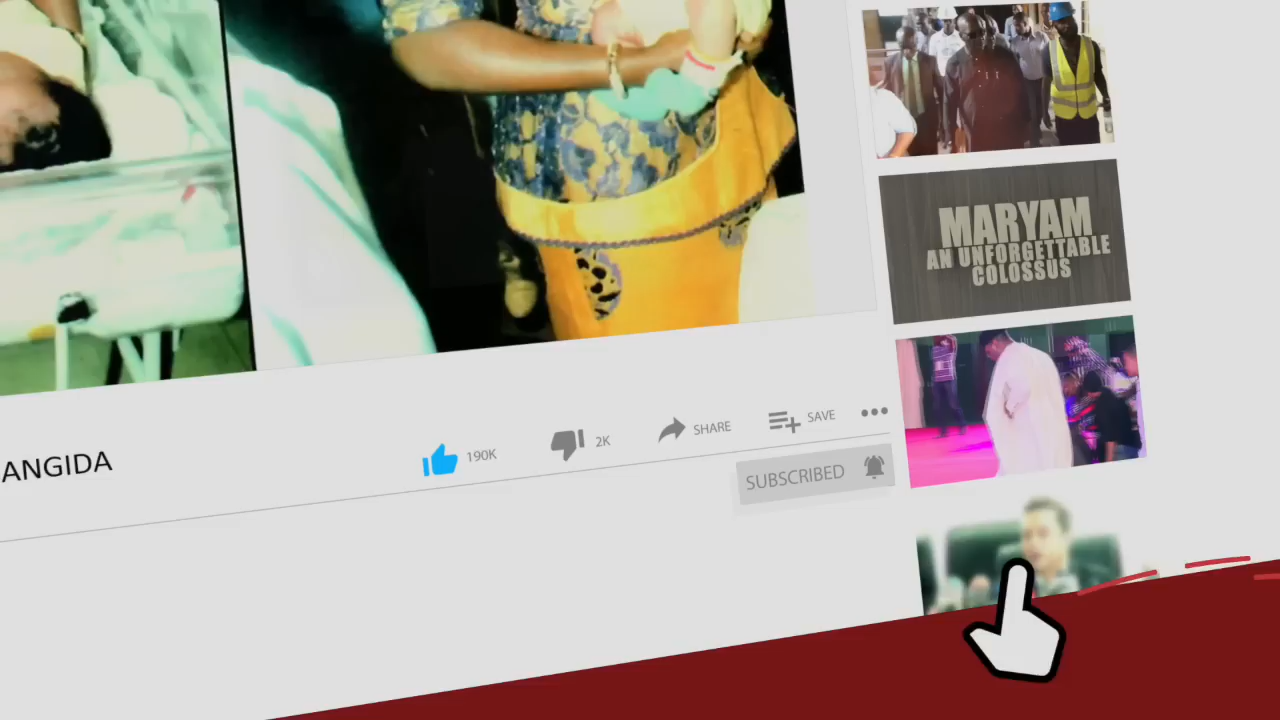 MARYAM
AN UNFORGETTABLE
COLOSSUS
190K
2K
SHARE
SAVE
ANGIDA
SUBSCRIBED